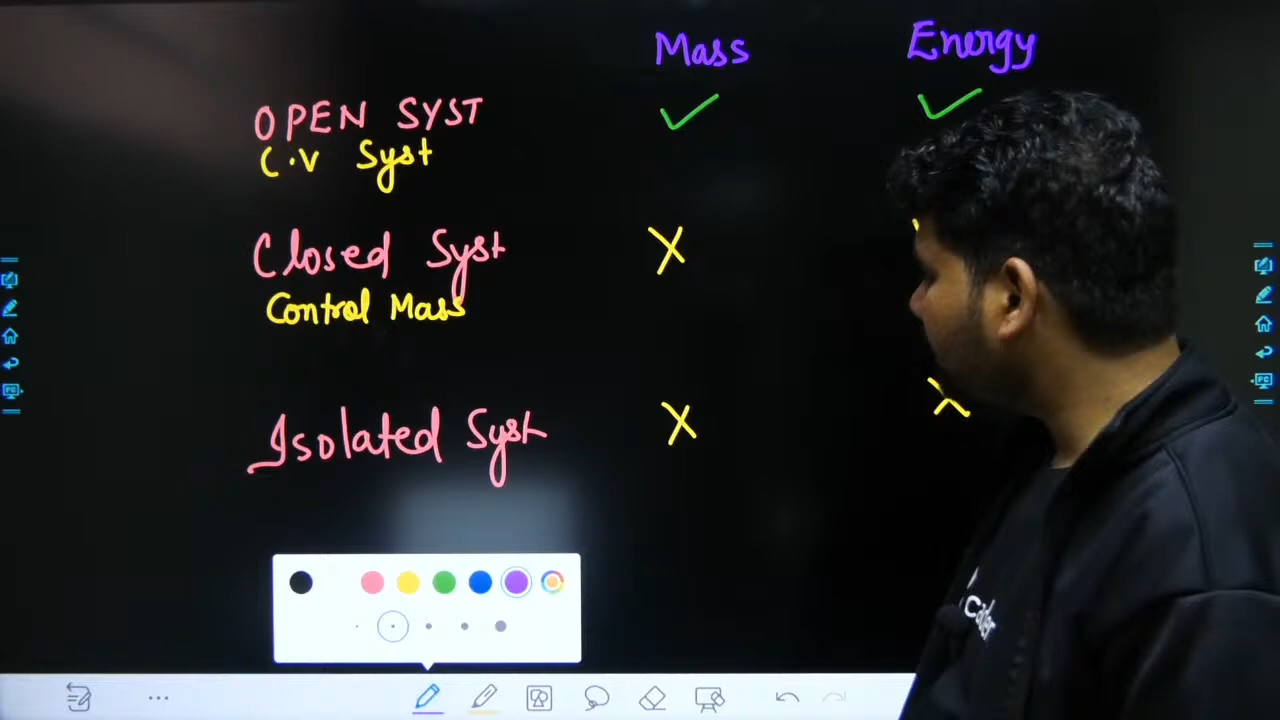 Mass Energy
OPEN SYST ✓ ✓
C.V Syst
Closed Syst X
Control Mass
Isolated Syst X X